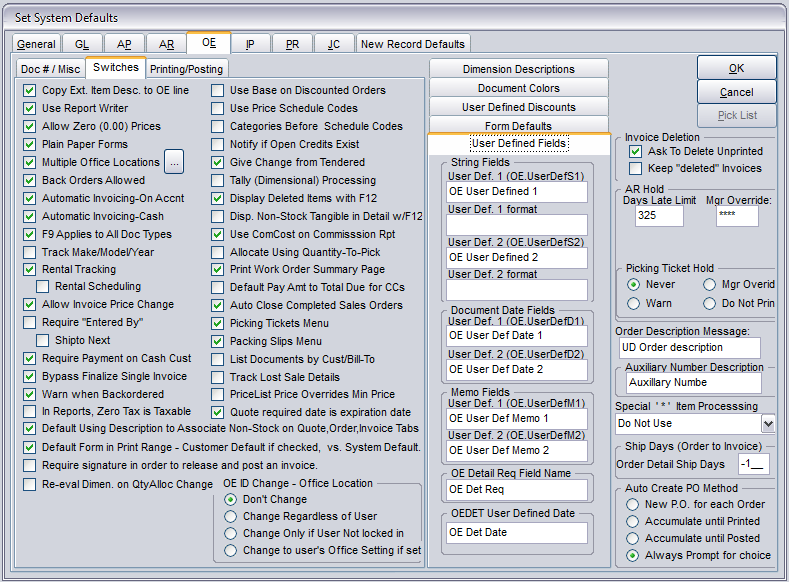 Set System Defaults
General
GL
AP
AR
OE
IP
PR
JC
New Record Defaults
Doc # / Misc
Switches
Printing/Posting
Copy Ext. Item Desc. to OE line
Use Report Writer
Allow Zero (0.00) Prices
Plain Paper Forms
Multiple Office Locations
...
Back Orders Allowed
Automatic Invoicing-On Accnt
Automatic Invoicing-Cash
F9 Applies to All Doc Types
Track Make/Model/Year
Rental Tracking
Rental Scheduling
Allow Invoice Price Change
Require "Entered By"
Shipto Next
Require Payment on Cash Cust
Bypass Finalize Single Invoice
Warn when Backordered
In Reports, Zero Tax is Taxable
Use Base on Discounted Orders
Use Price Schedule Codes
Categories Before Schedule Codes
Notify if Open Credits Exist
Give Change from Tendered
Tally (Dimensional) Processing
Display Deleted Items with F12
Disp. Non-Stock Tangible in Detail w/F12
Use ComCost on Commisssion Rpt
Allocate Using Quantity-To-Pick
Print Work Order Summary Page
Default Pay Amt to Total Due for CCs
Auto Close Completed Sales Orders
Picking Tickets Menu
Packing Slips Menu
List Documents by Cust/Bill-To
Track Lost Sale Details
PriceList Price Overrides Min Price
Quote required date is expiration date
Default Using Description to Associate Non-Stock on Quote,Order,Invoice Tabs
Default Form in Print Range - Customer Default if checked, vs. System Default.
Require signature in order to release and post an invoice.
Re-eval Dimen. on QtyAlloc Change
OE ID Change - Office Location
Don't Change
Change Regardless of User
Change Only if User Not locked in
Change to user's Office Setting if set
Dimension Descriptions
Document Colors
User Defined Discounts
Form Defaults
User Defined Fields
String Fields
User Def. 1 (OE.UserDefS1)
OE User Defined 1
User Def. 1 format
User Def. 2 (OE.UserDefS2)
OE User Defined 2
User Def. 2 format
Document Date Fields
User Def. 1 (OE.UserDefD1)
OE User Def Date 1
User Def. 2 (OE.UserDefD2)
OE User Def Date 2
Memo Fields
User Def. 1 (OE.UserDefM1)
OE User Def Memo 1
User Def. 2 (OE.UserDefM2)
OE User Def Memo 2
OE Detail Req Field Name
OE Det Req
OEDET User Defined Date
OE Det Date
OK
Cancel
Pick List
Invoice Deletion
Ask To Delete Unprinted
Keep "deleted" Invoices
AR Hold
Days Late Limit
Mgr Override:
325
****
Picking Ticket Hold
Never
Mgr Overid
Warn
Do Not Prin
Order Description Message:
UD Order description
Auxiliary Number Description
Auxillary Numbe
Special ' * ' Item Processsing
Do Not Use
Ship Days (Order to Invoice)
Order Detail Ship Days
-1__
Auto Create PO Method
New P.O. for each Order
Accumulate until Printed
Accumulate until Posted
Always Prompt for choice